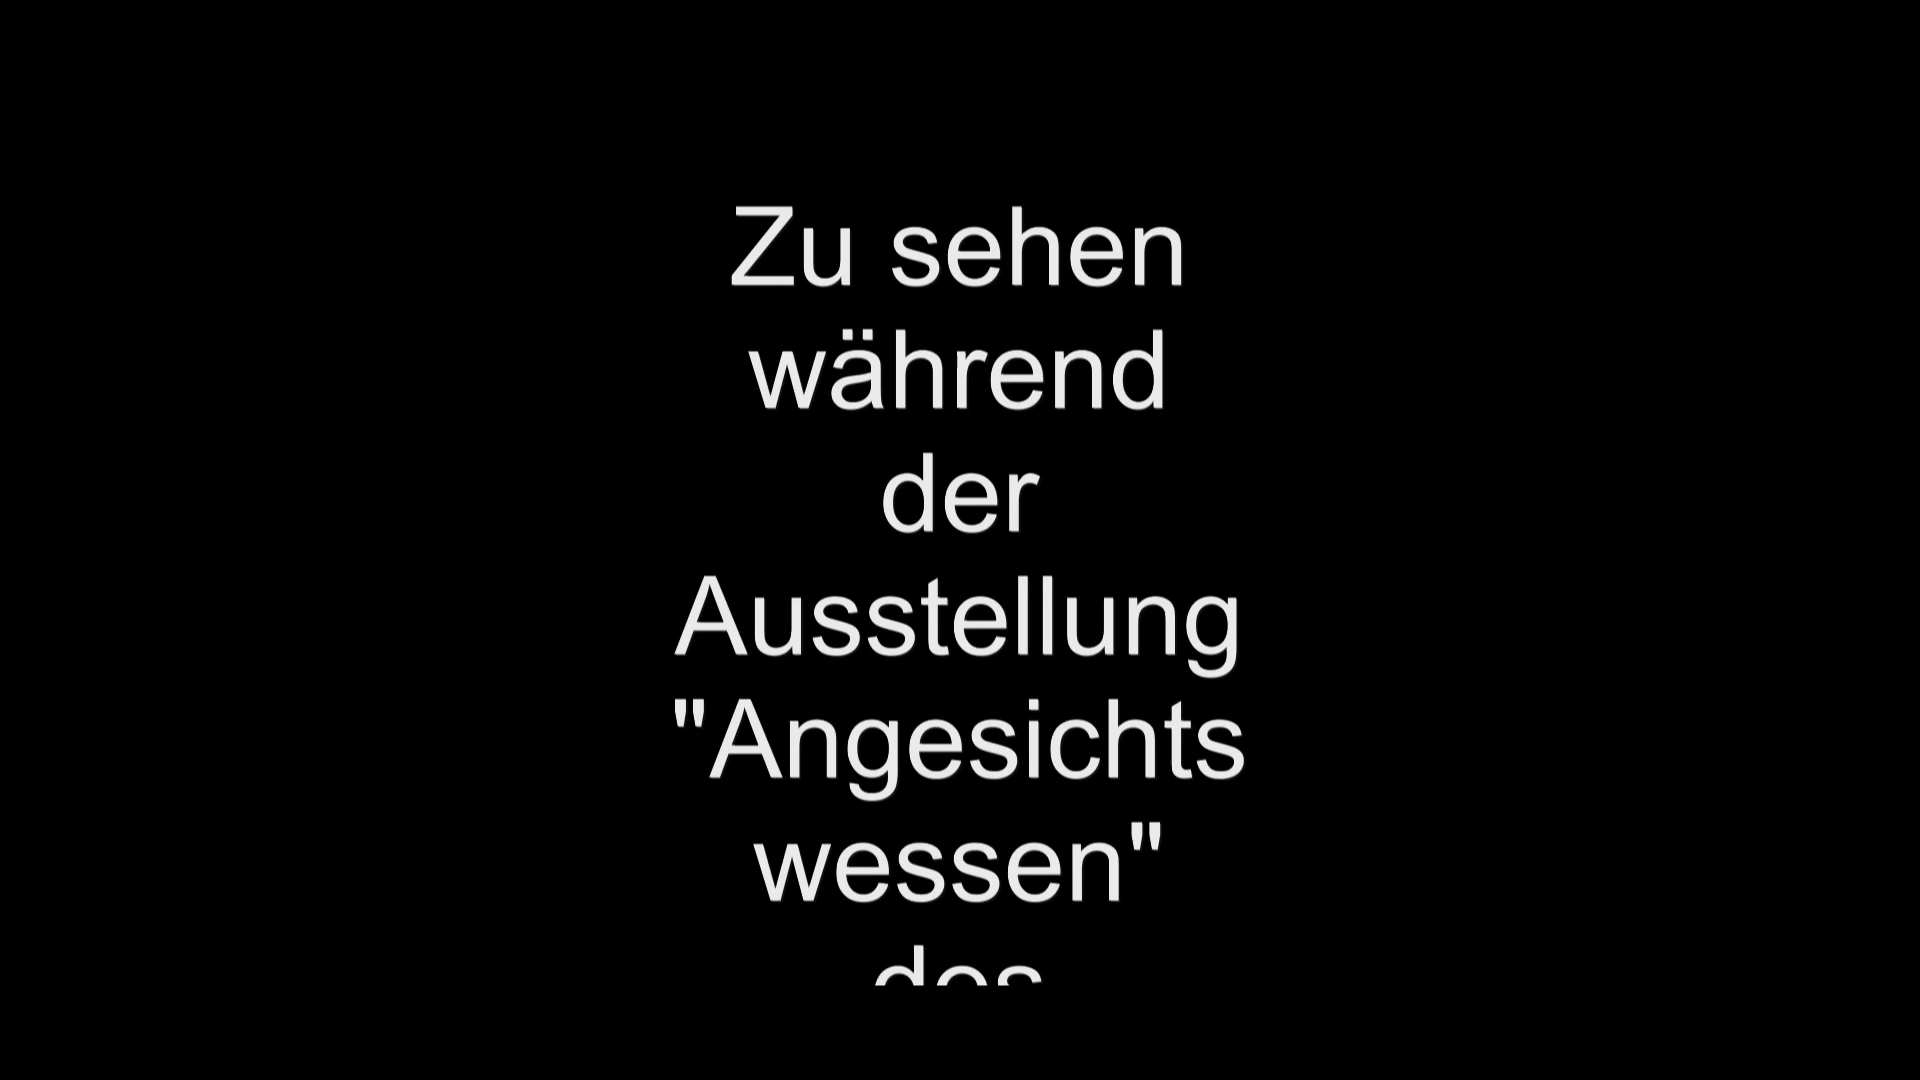 Zu sehen
während
der
Ausstellung
"Angesichts
wessen"